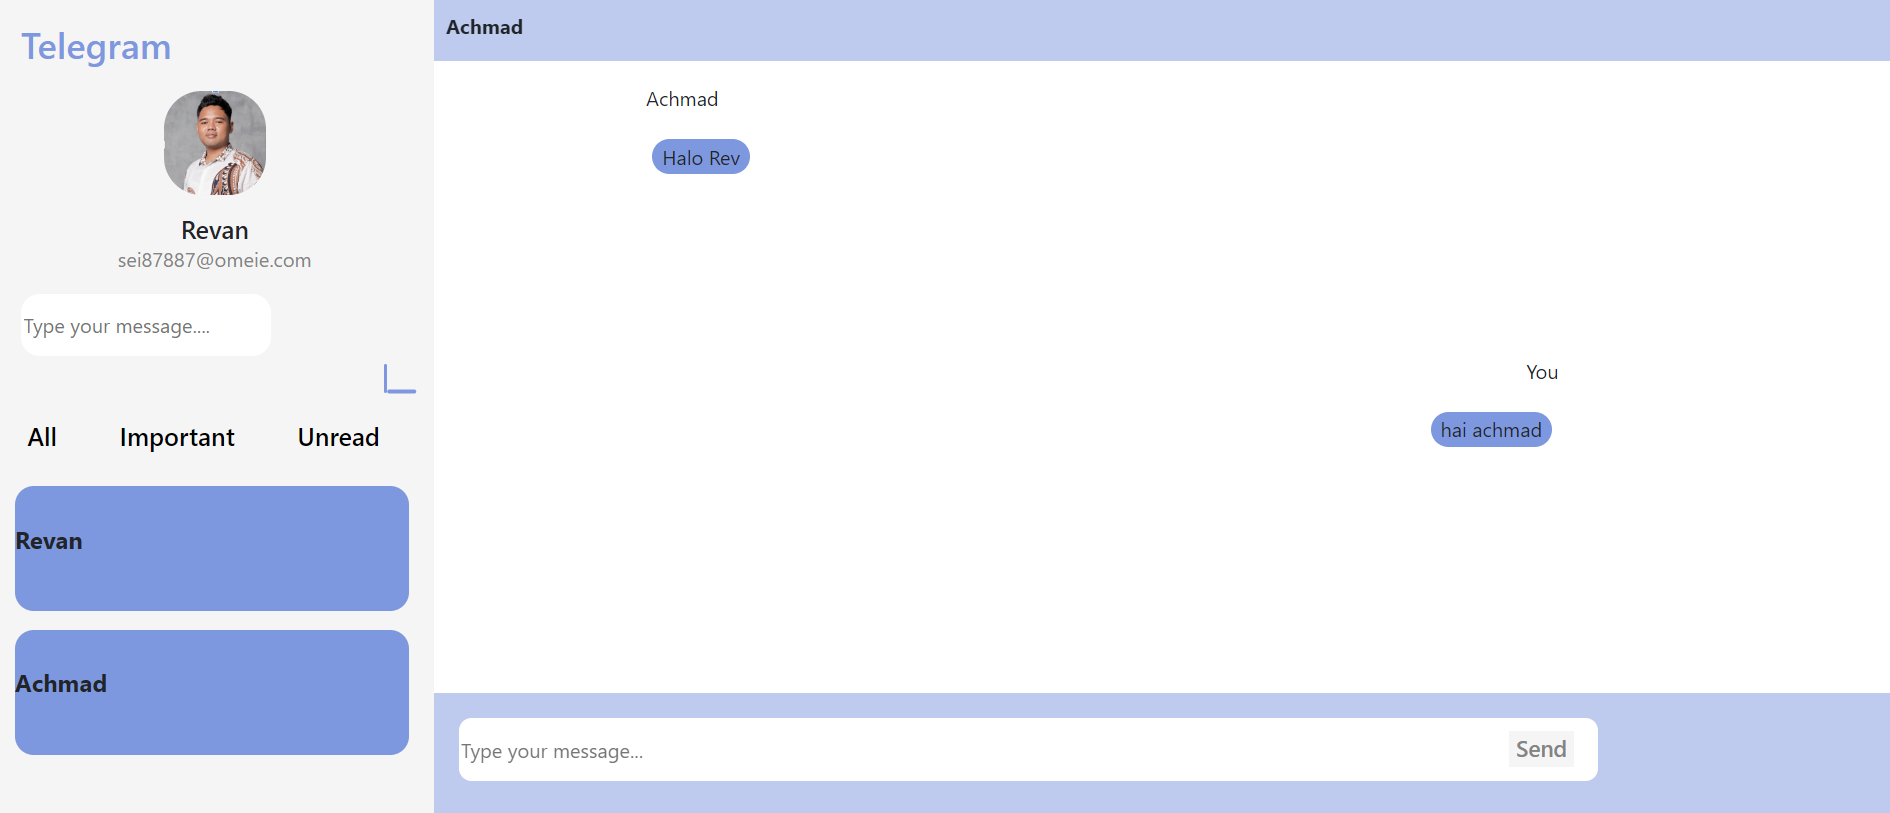 Telegram
Revan
sei87887@omeie.com
Type your message....
All Important Unread
Revan
Achmad
Achmad
Achmad
Halo Rev
You
hai achmad
Type your message...
Send